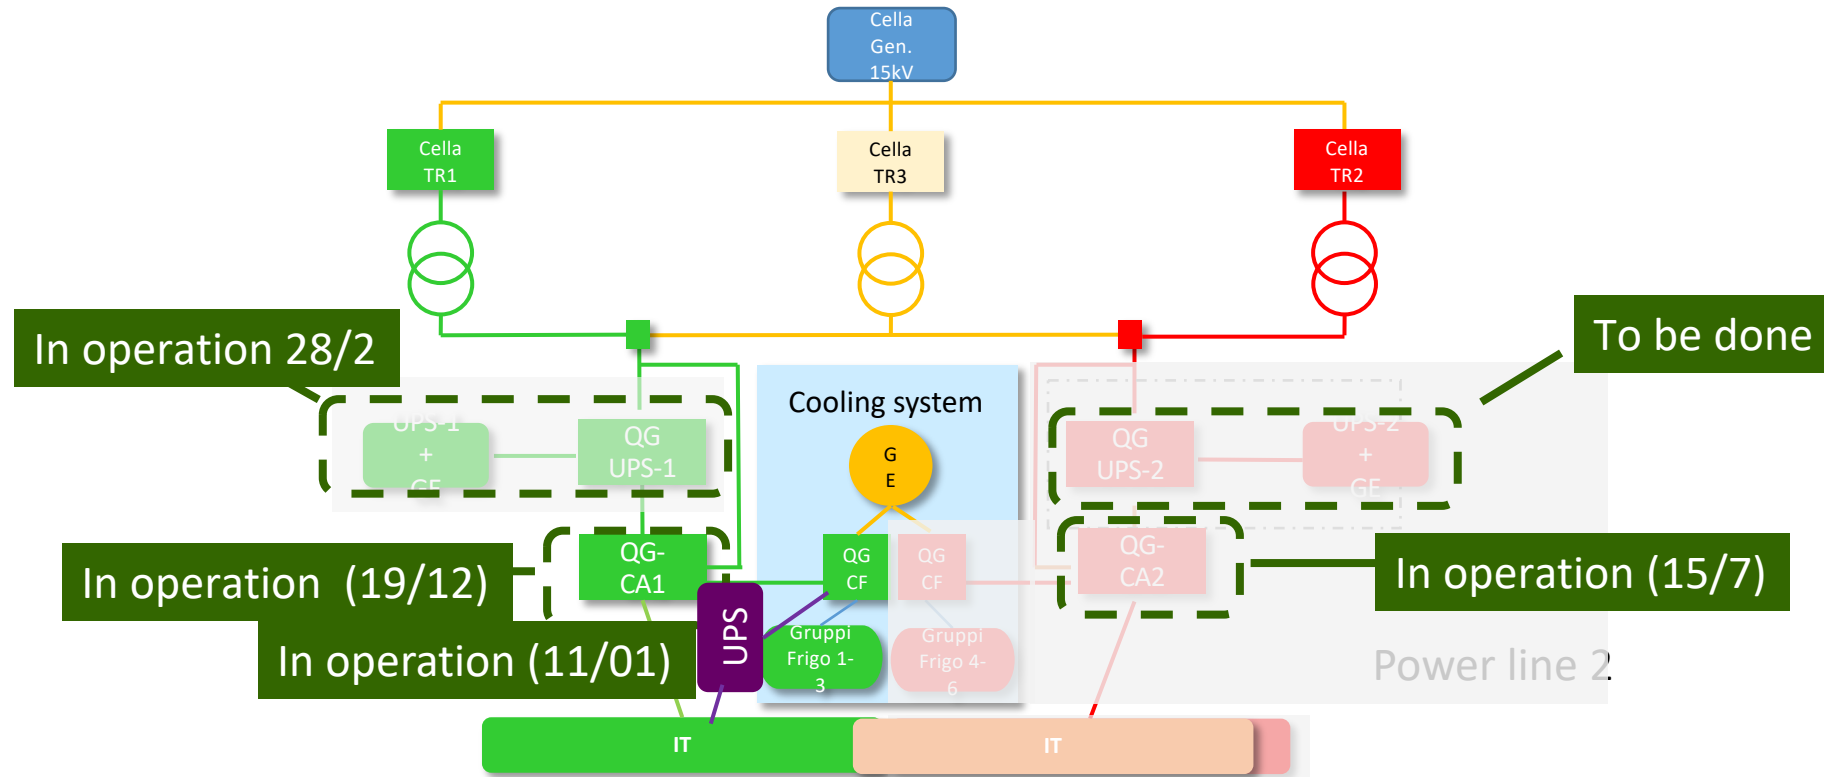 Cella
Gen.
15kV
Cella
TR1
Cella
TR3
Cella
TR2
In operation 28/2
To be done
Cooling system
UPS-1
+
GE
QG
UPS-1
G
E
QG
UPS-2
UPS-2
+
GE
In operation  (19/12)
QG-
CA1
QG
CF
QG
CF
QG-
CA2
In operation (15/7)
In operation (11/01)
UPS
Gruppi
Frigo 1-
3
Gruppi
Frigo 4-
6
Power line 2
IT
IT